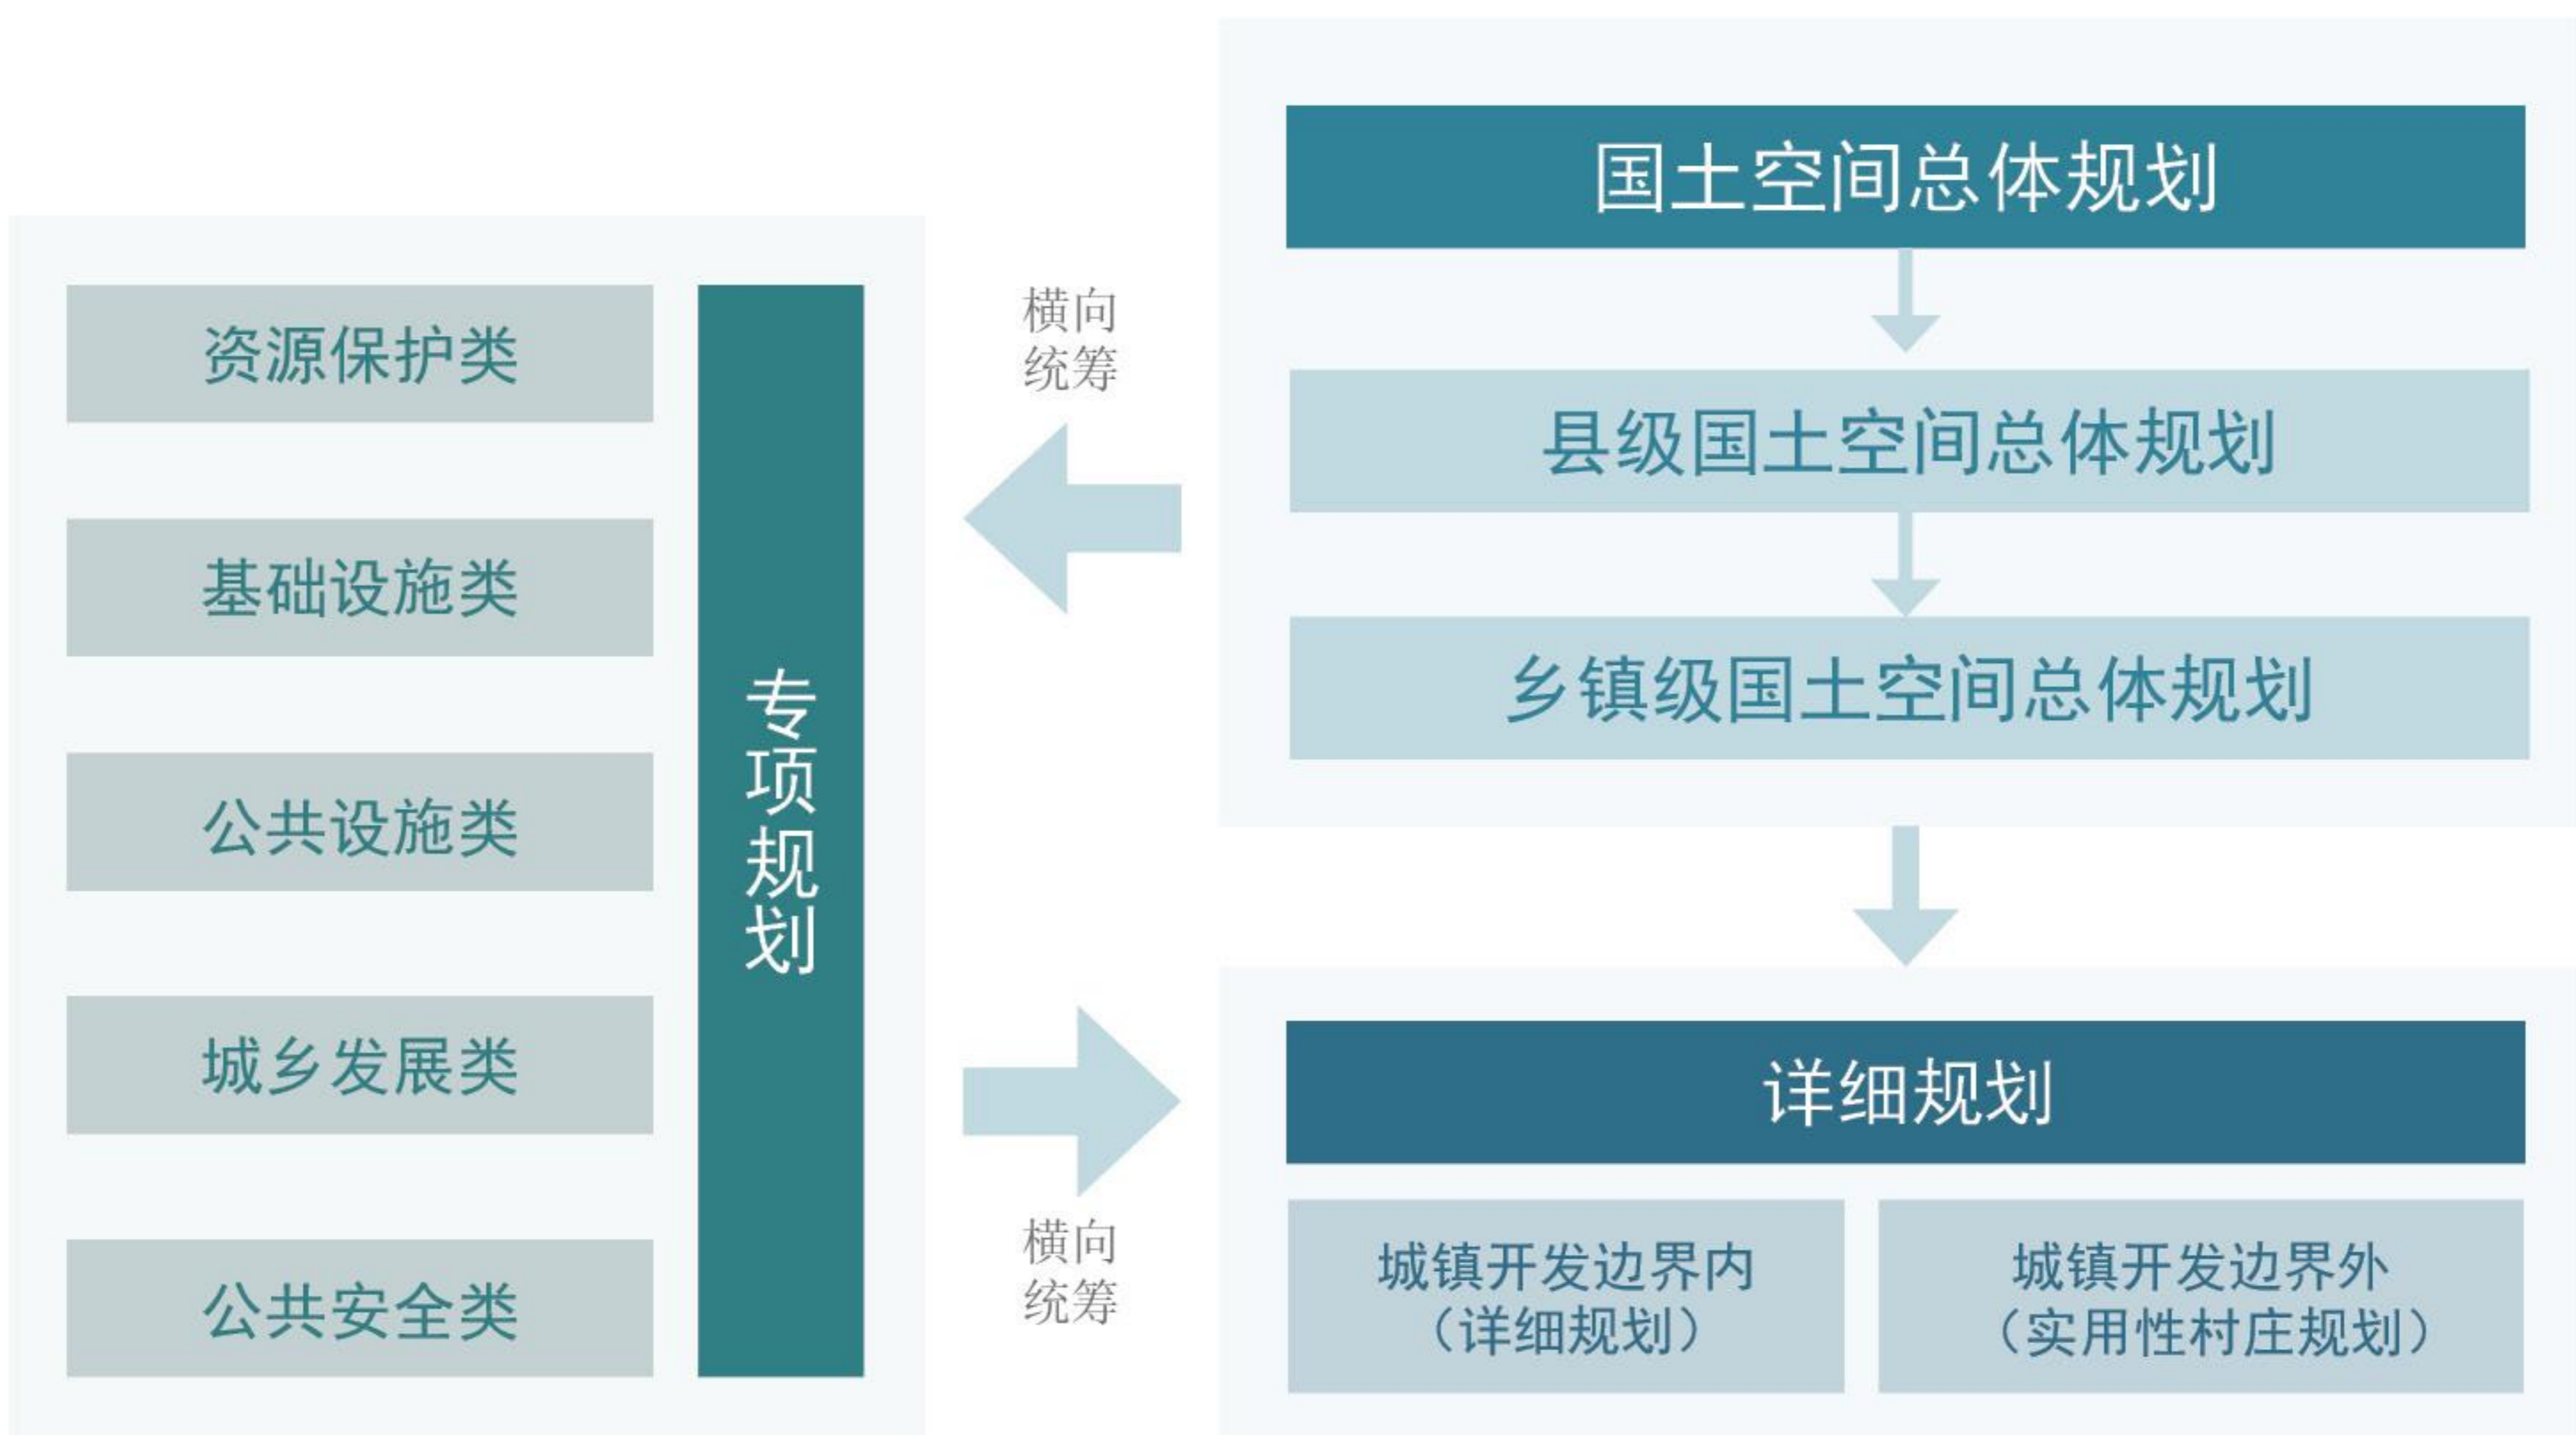 国土空间总体规划
县级国土空间总体规划
乡镇级国土空间总体规划
横向
统筹
资源保护类
基础设施类
公共设施类
城乡发展类
公共安全类
专项规划
横向
统筹
详细规划
城镇开发边界内
（详细规划）
城镇开发边界外
（实用性村庄规划）